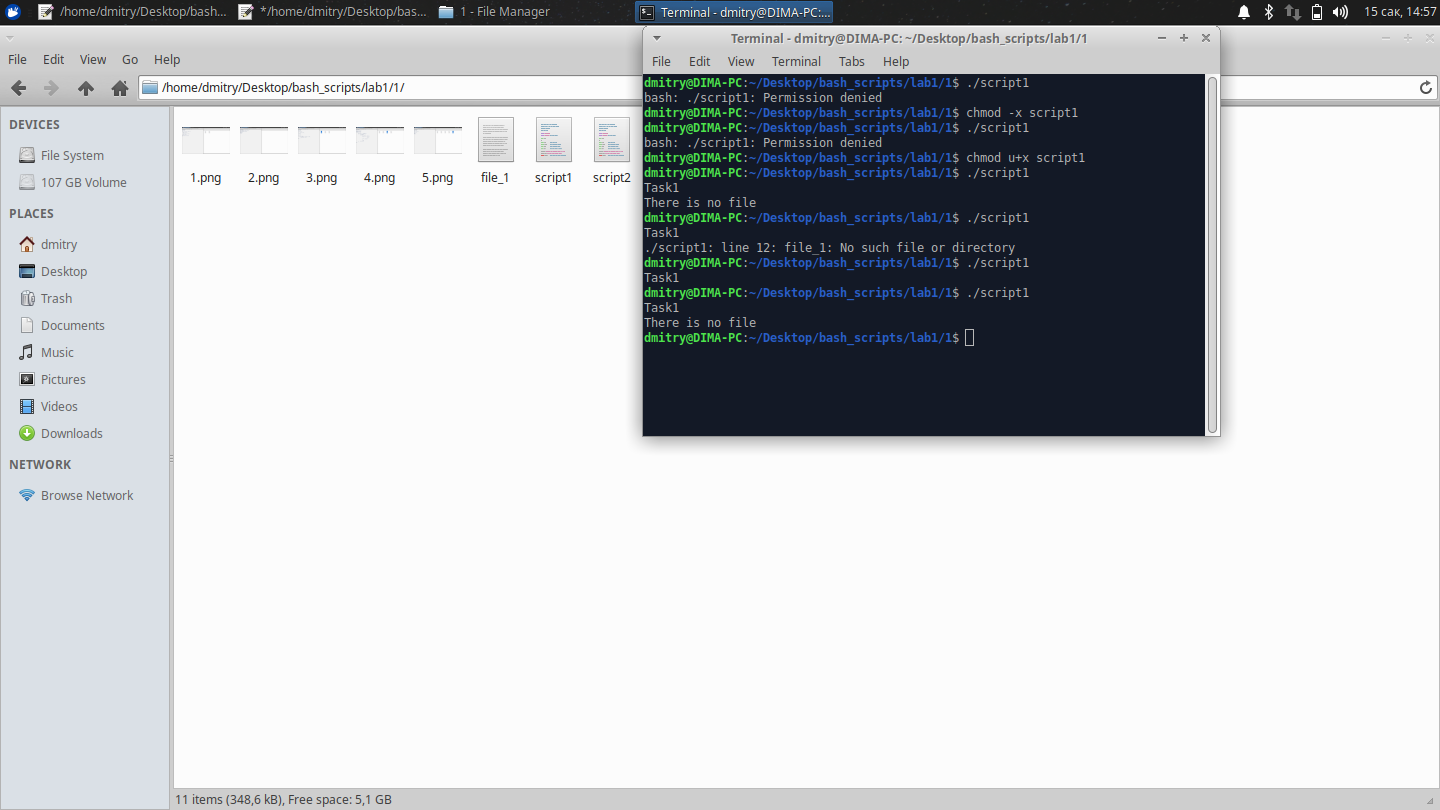 /home/dmitry/Desktop/bash...
*/home/dmitry/Desktop/bas...
1 - File Manager
Terminal - dmitry@DIMA-PC:...
15 сак, 14:57
File Edit View Go Help
/home/dmitry/Desktop/bash_scripts/lab1/1/
DEVICES
File System
107 GB Volume
PLACES
dmitry
Desktop
Trash
Documents
Music
Pictures
Videos
Downloads
NETWORK
Browse Network
1.png
2.png
3.png
4.png
5.png
file_1
script1
script2
11 items (348,6 kB), Free space: 5,1 GB
Terminal - dmitry@DIMA-PC: ~/Desktop/bash_scripts/lab1/1
File Edit View Terminal Tabs Help
dmitry@DIMA-PC:~/Desktop/bash_scripts/lab1/1$ ./script1
bash: ./script1: Permission denied
dmitry@DIMA-PC:~/Desktop/bash_scripts/lab1/1$ chmod -x script1
dmitry@DIMA-PC:~/Desktop/bash_scripts/lab1/1$ ./script1
bash: ./script1: Permission denied
dmitry@DIMA-PC:~/Desktop/bash_scripts/lab1/1$ chmod u+x script1
dmitry@DIMA-PC:~/Desktop/bash_scripts/lab1/1$ ./script1
Task1
There is no file
dmitry@DIMA-PC:~/Desktop/bash_scripts/lab1/1$ ./script1
Task1
./script1: line 12: file_1: No such file or directory
dmitry@DIMA-PC:~/Desktop/bash_scripts/lab1/1$ ./script1
Task1
dmitry@DIMA-PC:~/Desktop/bash_scripts/lab1/1$ ./script1
Task1
There is no file
dmitry@DIMA-PC:~/Desktop/bash_scripts/lab1/1$